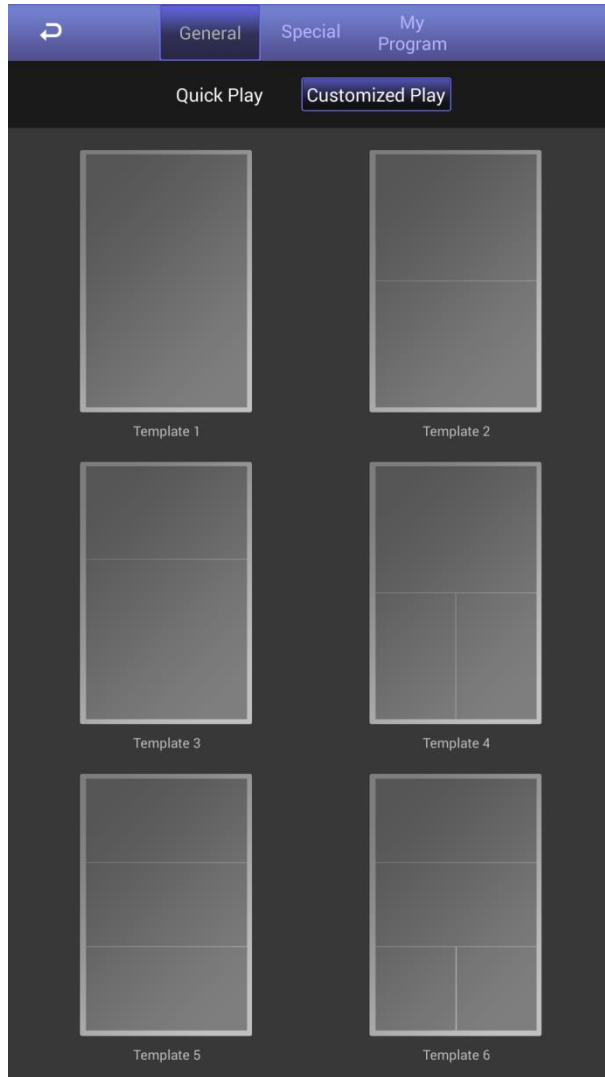 General
Special
My
Program
Quick Play
Customized Play
Template 1
Template 2
Template 3
Template 4
Template 5
Template 6